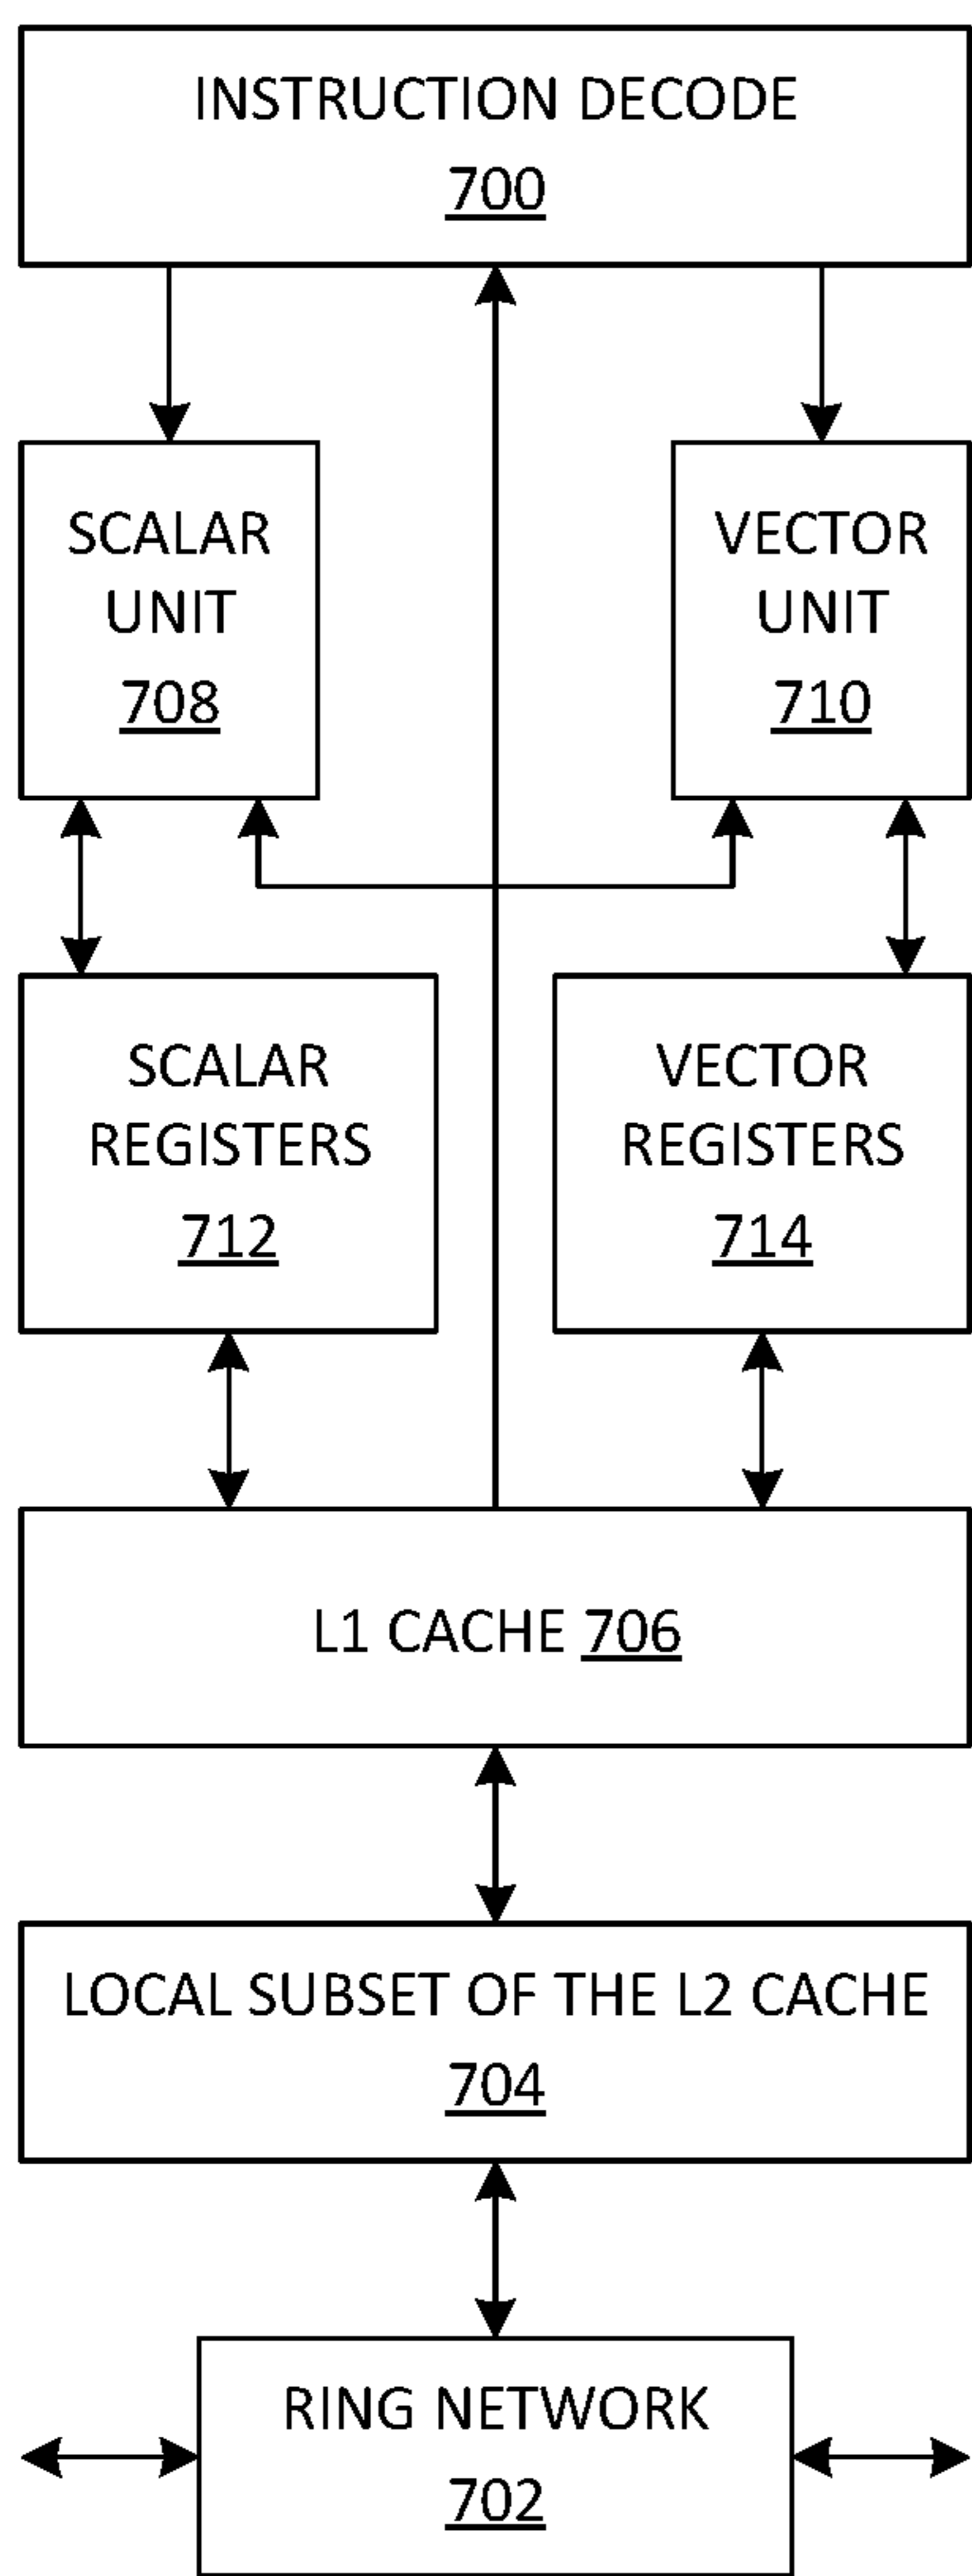 INSTRUCTION DECODE
700
SCALAR
UNIT
708
VECTOR
UNIT
710
SCALAR
REGISTERS
712
VECTOR
REGISTERS
714
L1 CACHE 706
LOCAL SUBSET OF THE L2 CACHE
704
RING NETWORK
702